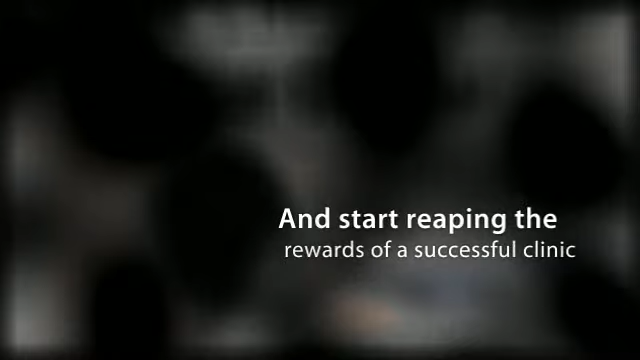 And start reaping the
rewards of a successful clinic